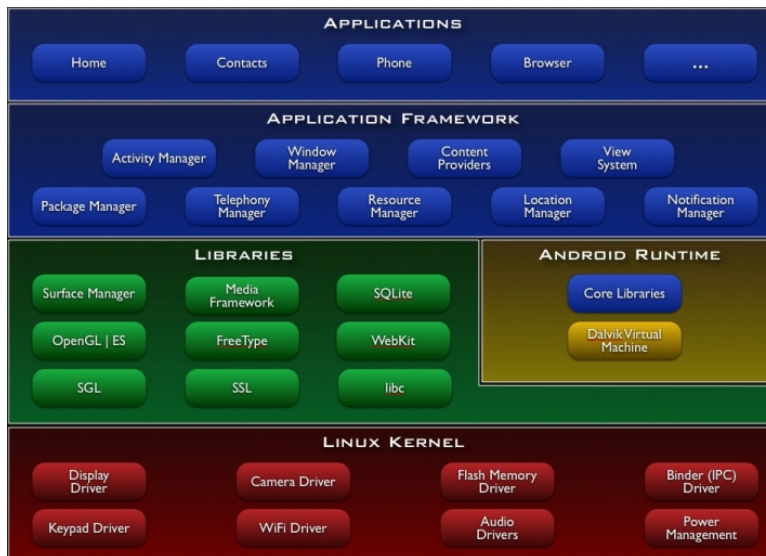 APPLICATIONS
Home Contacts Phone Browser ...
APPLICATION FRAMEWORK
Activity Manager
Window
Manager
Content
Providers
View
System
Package Manager
Telephony
Manager
Resource
Manager
Location
Manager
Notification
Manager
LIBRARIES
Surface Manager
Media
Framework
SQLite
OpenGL | ES
FreeType
WebKit
SGL
SSL
libc
ANDROID RUNTIME
Core Libraries
Dalvik Virtual
Machine
LINUX KERNEL
Display
Driver
Camera Driver
Flash Memory
Driver
Binder (IPC)
Driver
Keypad Driver
WiFi Driver
Audio
Drivers
Power
Management